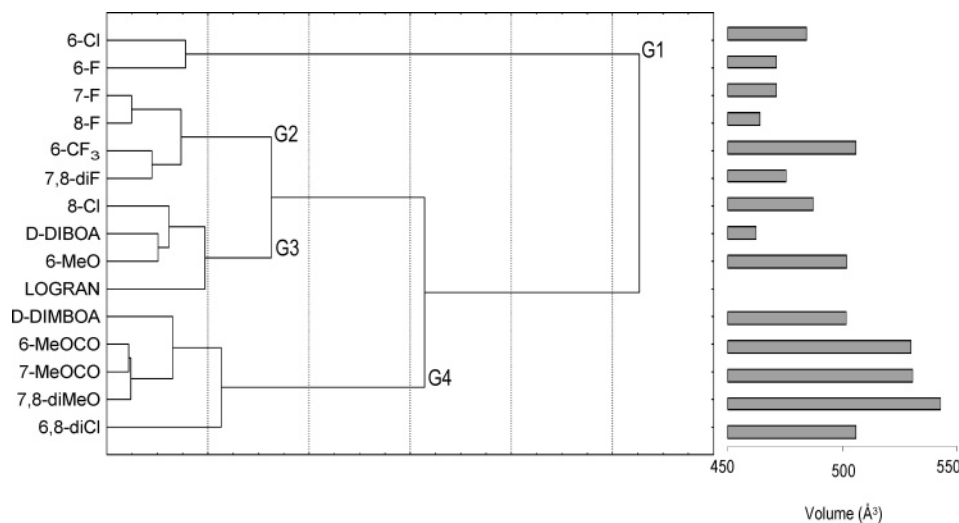 6-Cl
6-F
7-F
8-F
6-CF₃
7,8-diF
8-Cl
D-DIBOA
6-MeO
LOGRAN
D-DIMBOA
6-MeOCO
7-MeOCO
7,8-diMeO
6,8-diCl
G1
G2
G3
G4
450 500 550
Volume (Å³)